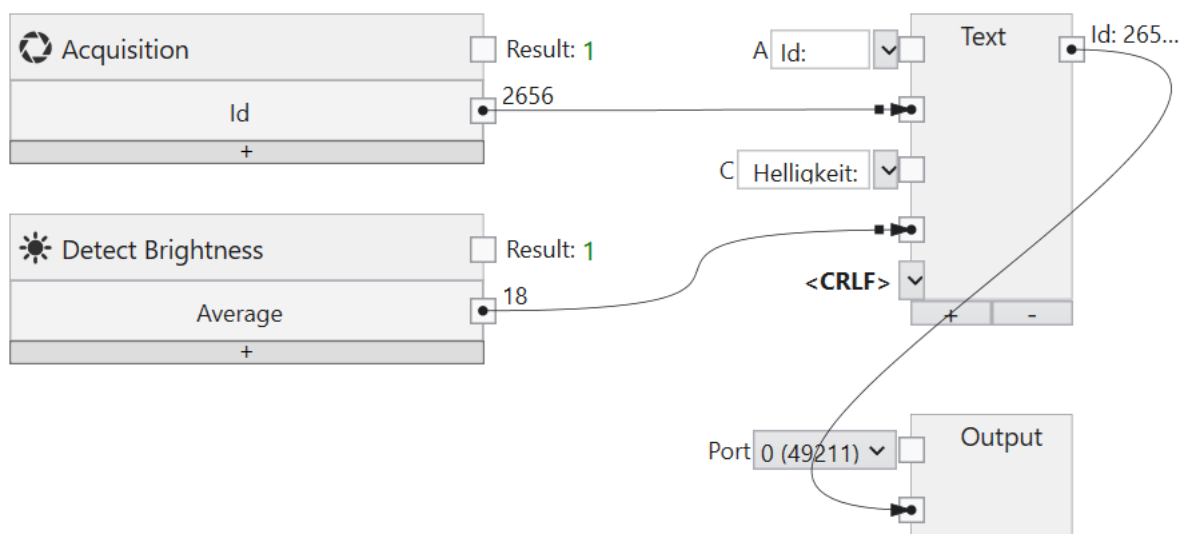 Acquisition
Result: 1
Id
2656
+
Detect Brightness
Result: 1
Average
18
+
A Id:
C Helligkeit:
<CRLF>
Text
Id: 265...
+ -
Port 0 (49211)
Output